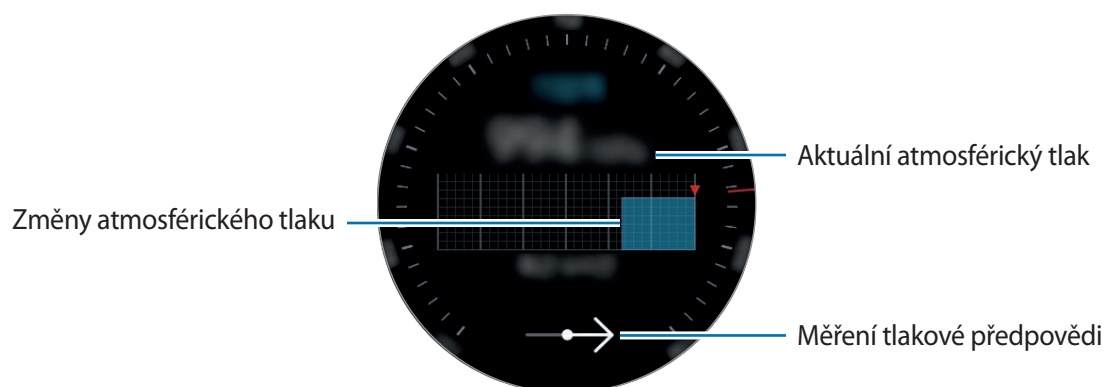 Aktuální atmosférický tlak
Změny atmosférického tlaku
Měření tlakové předpovědi